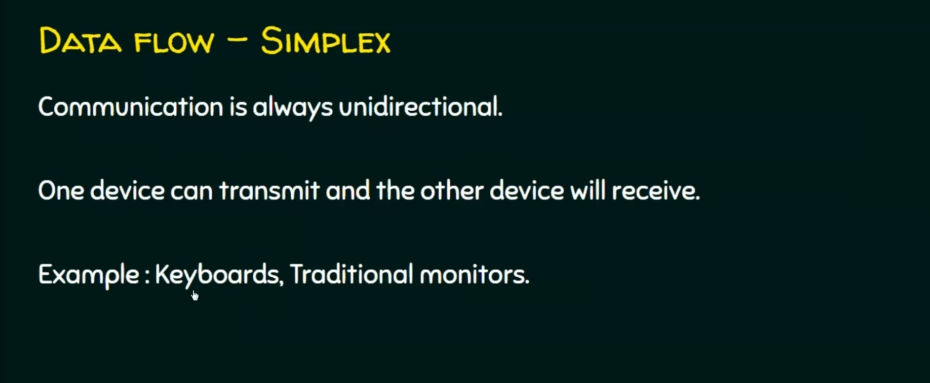 Data flow – Simplex
Communication is always unidirectional.
One device can transmit and the other device will receive.
Example : Keyboards, Traditional monitors.